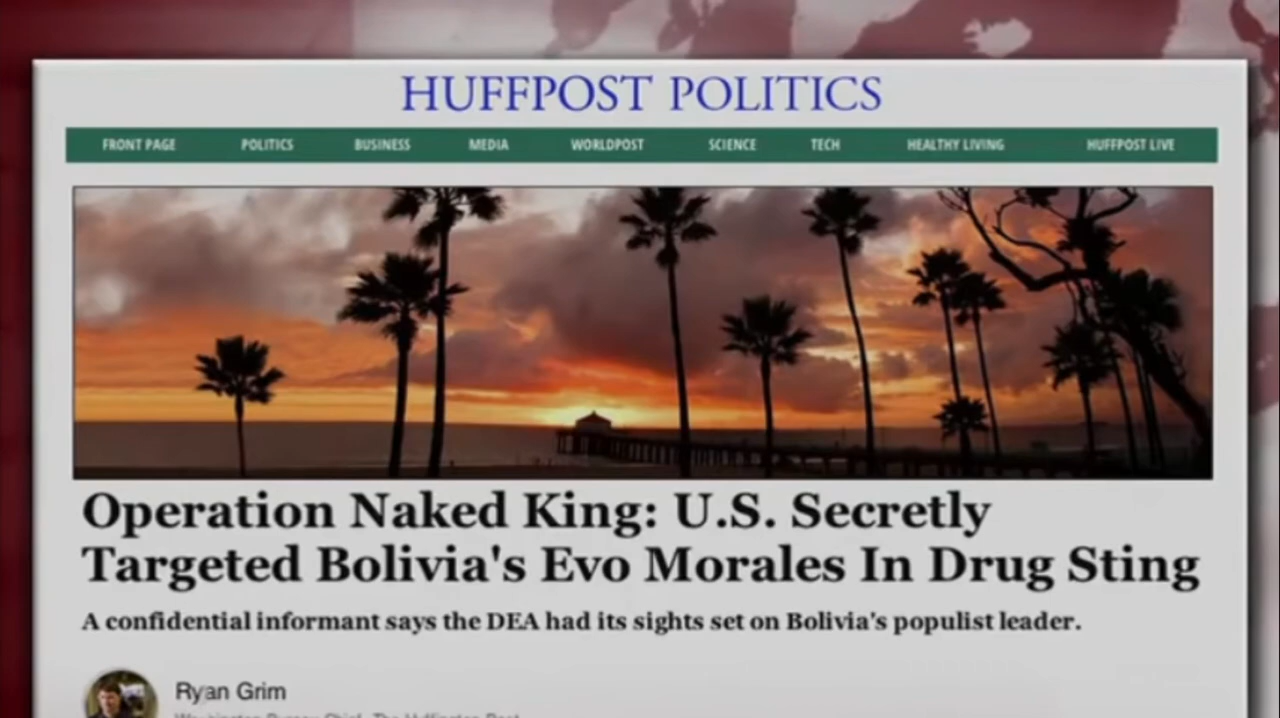 HUFFPOST POLITICS
FRONT PAGE POLITICS BUSINESS MEDIA WORLDPOST SCIENCE TECH HEALTHY LIVING HUFFPOST LIVE
Operation Naked King: U.S. Secretly
Targeted Bolivia's Evo Morales In Drug Sting
A confidential informant says the DEA had its sights set on Bolivia's populist leader.
Ryan Grim